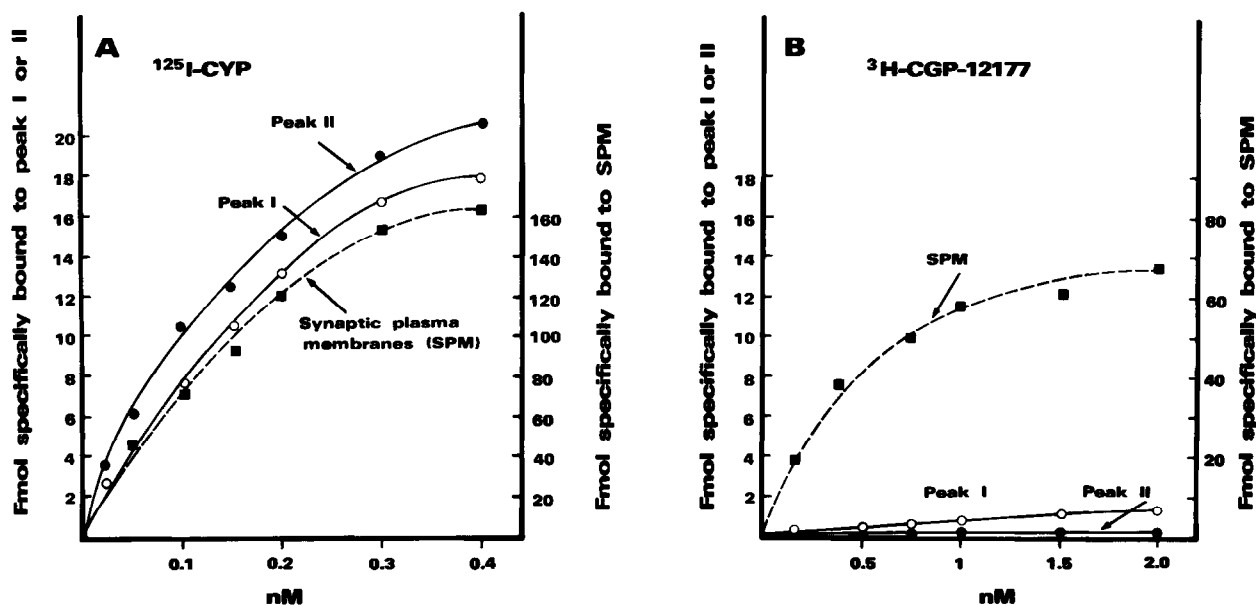 A
¹²⁵I-CYP
Fmol specifically bound to peak I or II
20
18
16
14
12
10
8
6
4
2
Peak II
Peak I
Synaptic plasma
membranes (SPM)
160
140
120
100
80
60
40
20
Fmol specifically bound to SPM
0.1
0.2
0.3
0.4
nM
B
³H-CGP-12177
Fmol specifically bound to peak I or II
18
16
14
12
10
8
6
4
2
SPM
Peak I
Peak II
80
60
40
20
Fmol specifically bound to SPM
0.5
1
1.5
2.0
nM